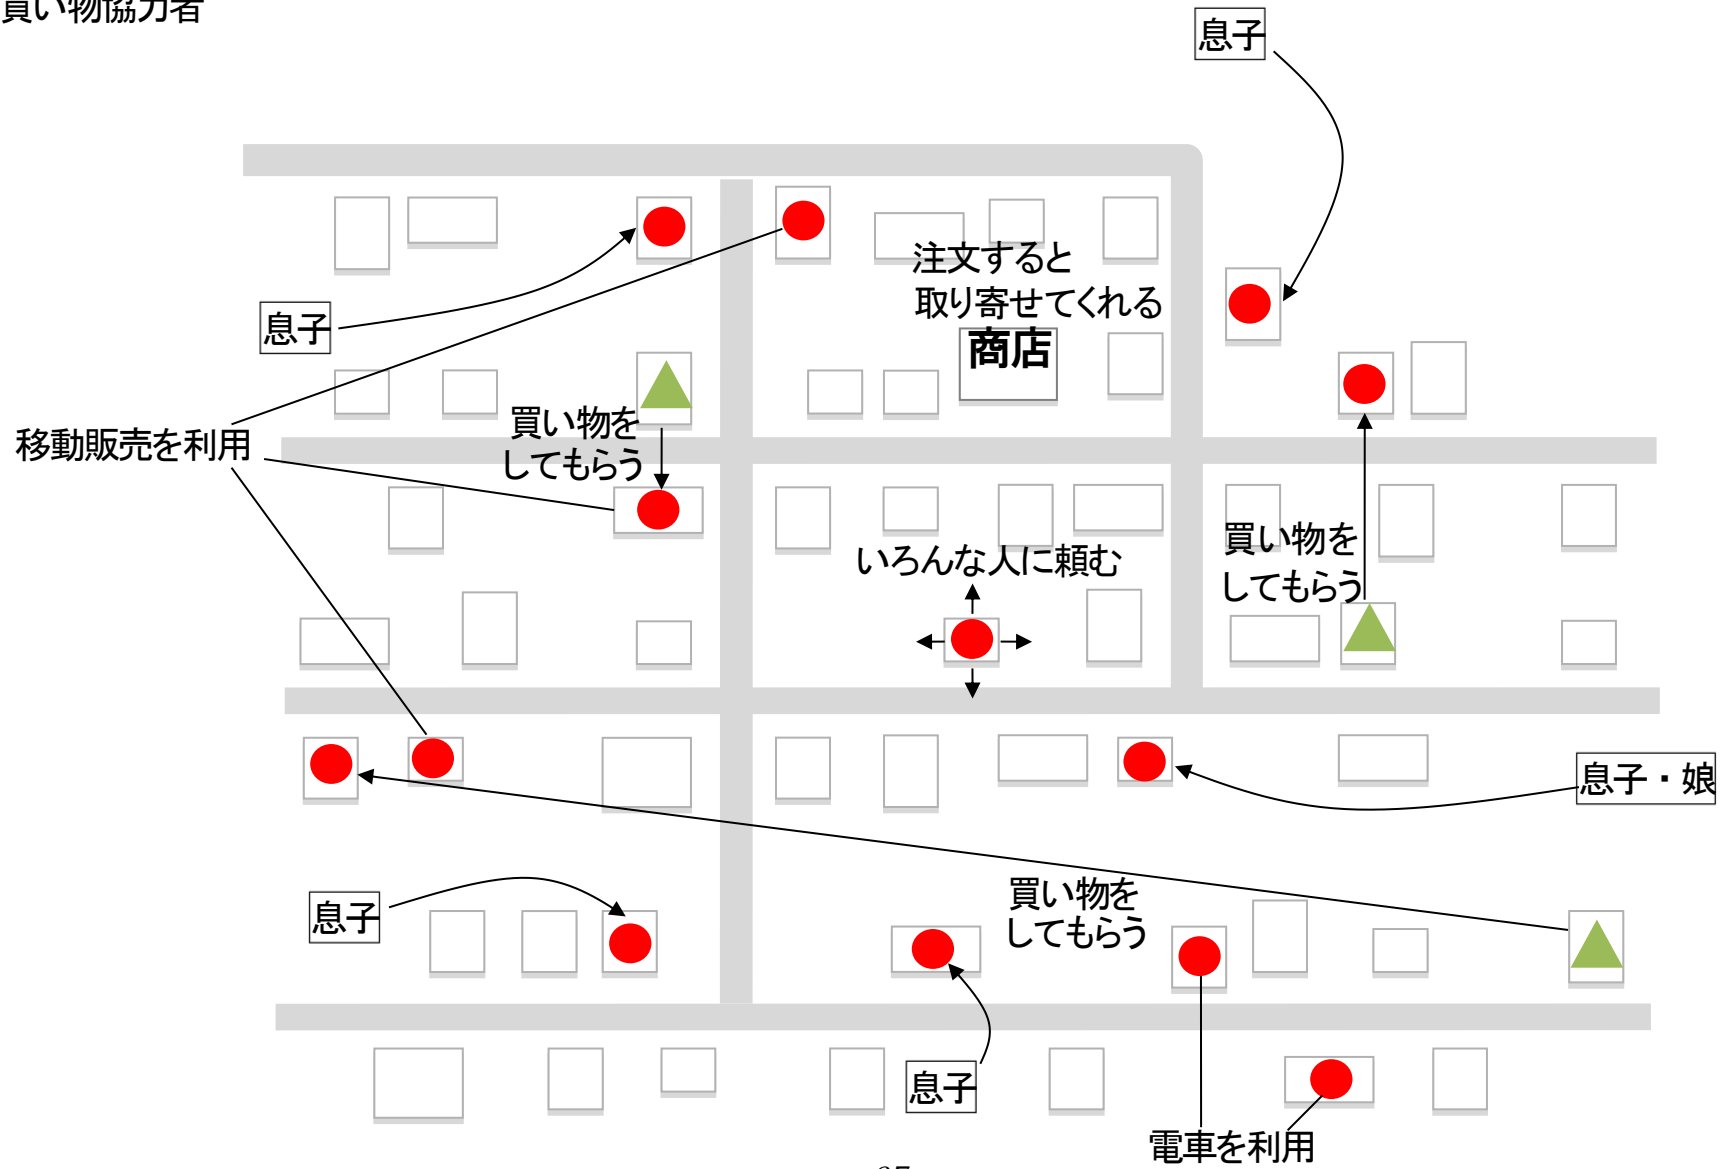 買い物協力者
息子
注文すると
取り寄せてくれる
商店
息子
買い物を
してもらう
移動販売を利用
いろんな人に頼む
買い物を
してもらう
息子・娘
買い物を
してもらう
息子
息子
電車を利用